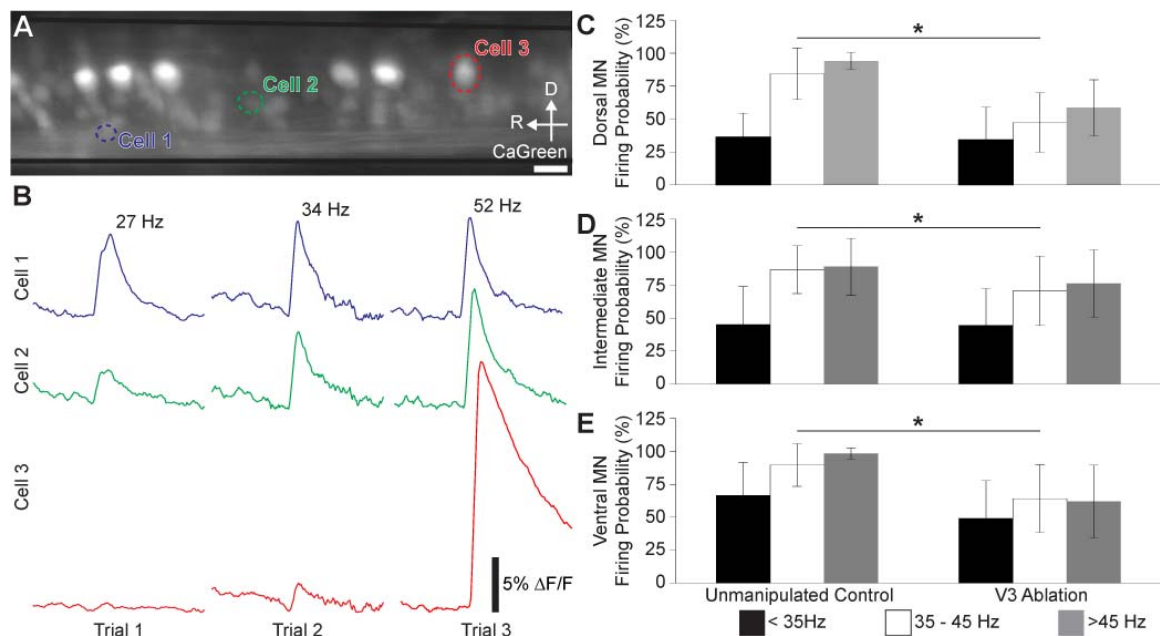 A
Cell 3
Cell 2
Cell 1
D
R
CaGreen
B
27 Hz
34 Hz
52 Hz
Cell 1
Cell 2
Cell 3
5% ΔF/F
Trial 1
Trial 2
Trial 3
C
Dorsal MN
Firing Probability (%)
125
100
75
50
25
0
*
D
Intermediate MN
Firing Probability (%)
125
100
75
50
25
0
*
E
Ventral MN
Firing Probability (%)
125
100
75
50
25
0
*
Unmanipulated Control
V3 Ablation
< 35Hz
35 - 45 Hz
>45 Hz